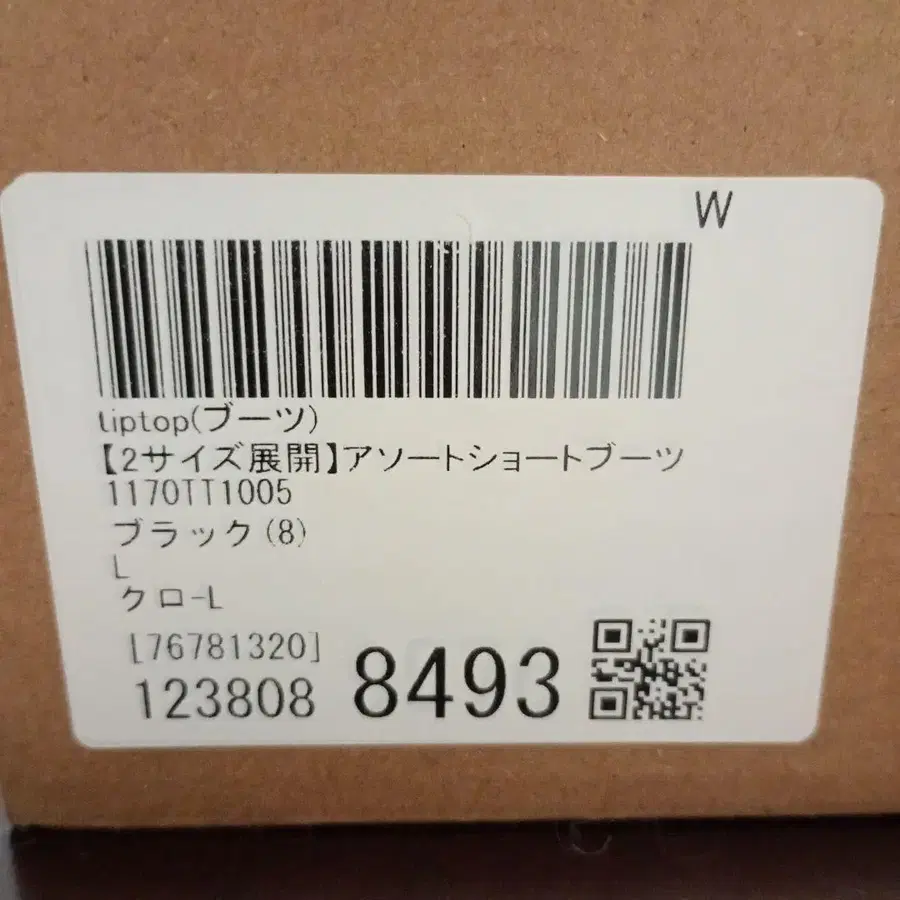 W
tiptop(ブーツ)
【2サイズ展開】アソートショートブーツ
1170TT1005
ブラック(8)
L
クロ-L
[76781320]
123808 8493